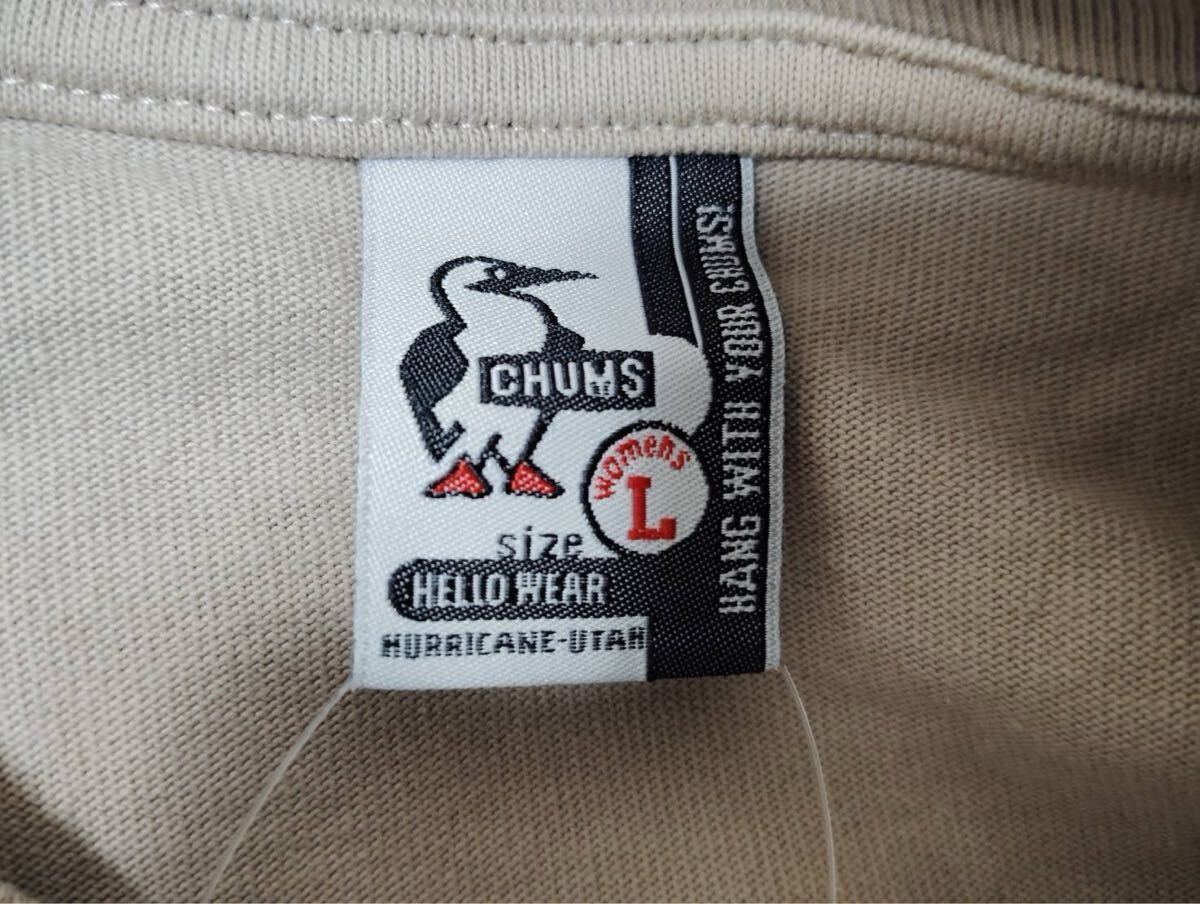 CHUMS
womens
L
size
HELLO WEAR
HURRICANE-UTAH
HANG WITH YOUR CHUMS!